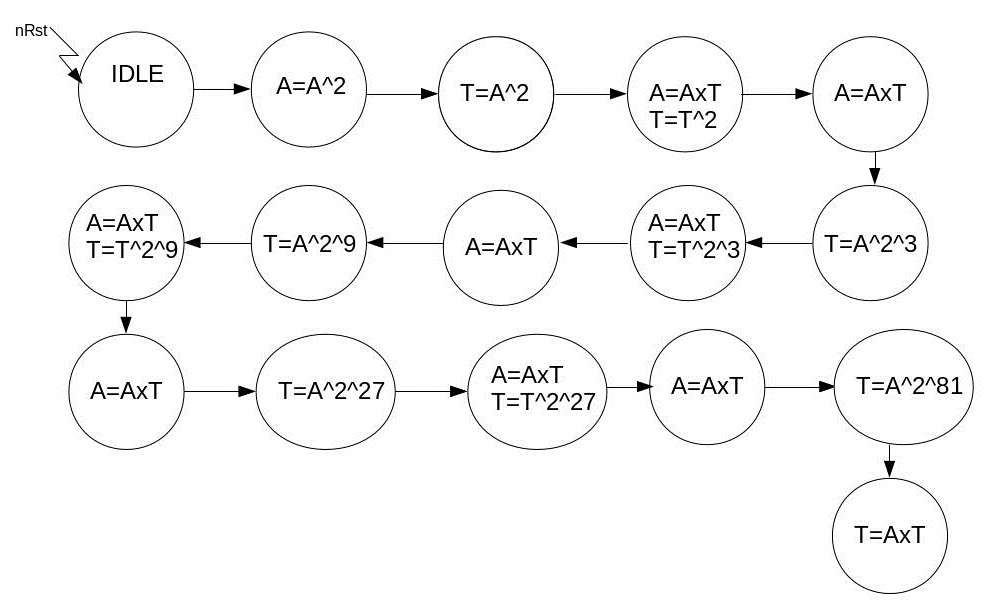 nRst
IDLE
A=A^2
T=A^2
A=AxT
T=T^2
A=AxT
T=A^2^3
A=AxT
T=T^2^3
A=AxT
T=A^2^9
A=AxT
T=T^2^9
A=AxT
T=A^2^27
A=AxT
T=T^2^27
A=AxT
T=A^2^81
T=AxT